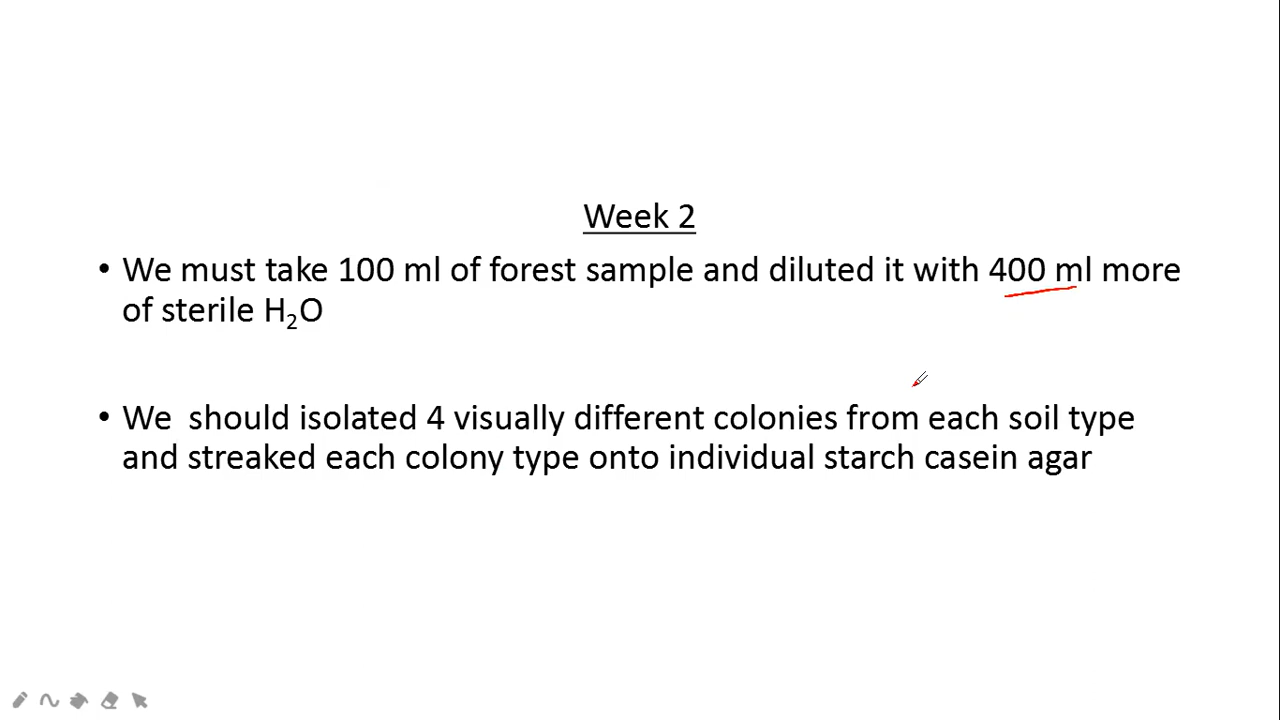 Week 2
• We must take 100 ml of forest sample and diluted it with 400 ml more
of sterile H₂O
• We  should isolated 4 visually different colonies from each soil type
and streaked each colony type onto individual starch casein agar